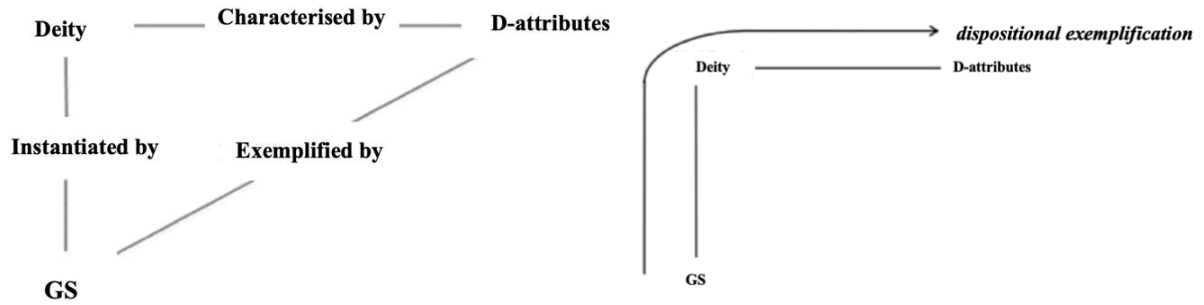 Deity
Characterised by
D-attributes
Instantiated by
Exemplified by
GS
dispositional exemplification
Deity
D-attributes
GS